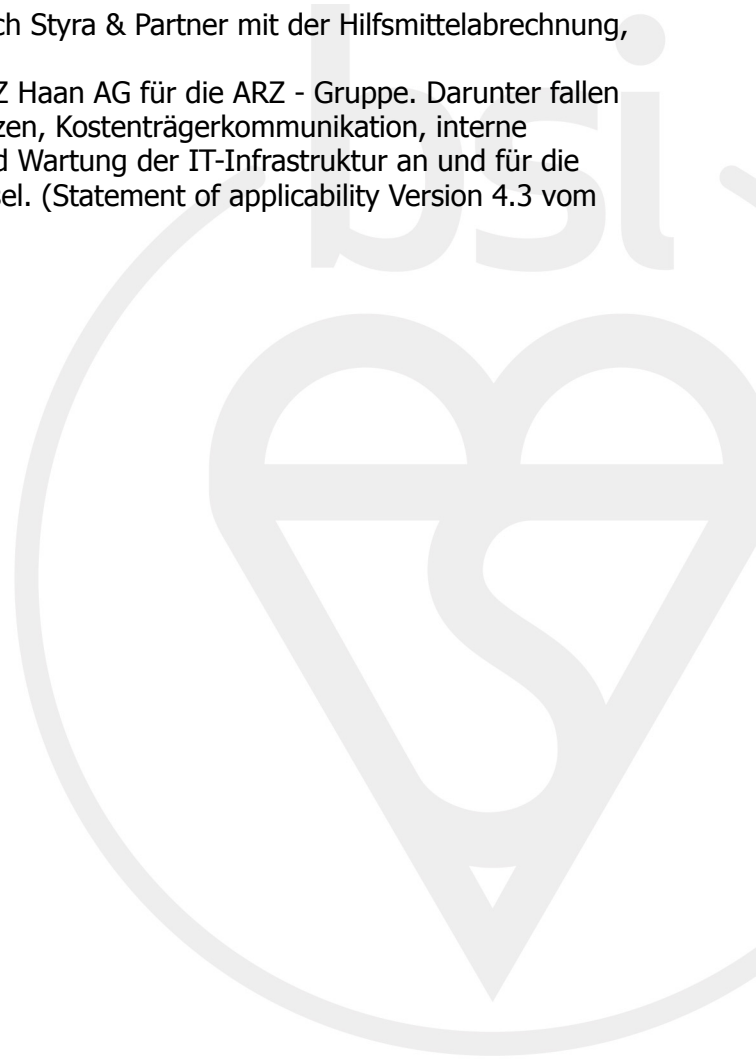 ch Styra & Partner mit der Hilfsmittelabrechnung,
Z Haan AG für die ARZ - Gruppe. Darunter fallen
zen, Kostenträgerkommunikation, interne
d Wartung der IT-Infrastruktur an und für die
sel. (Statement of applicability Version 4.3 vom
bsi